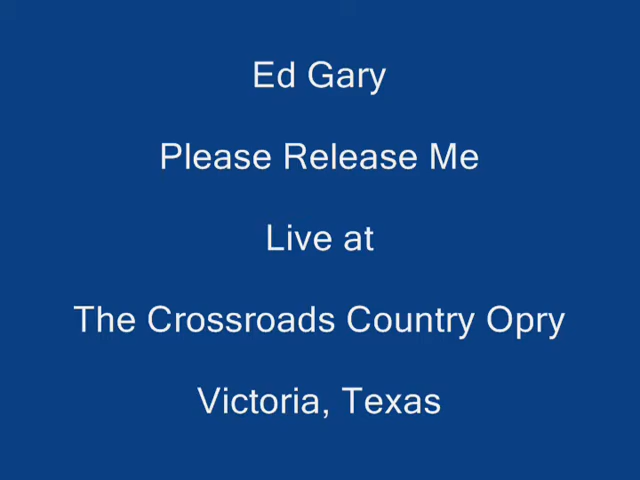 Ed Gary
Please Release Me
Live at
The Crossroads Country Opry
Victoria, Texas